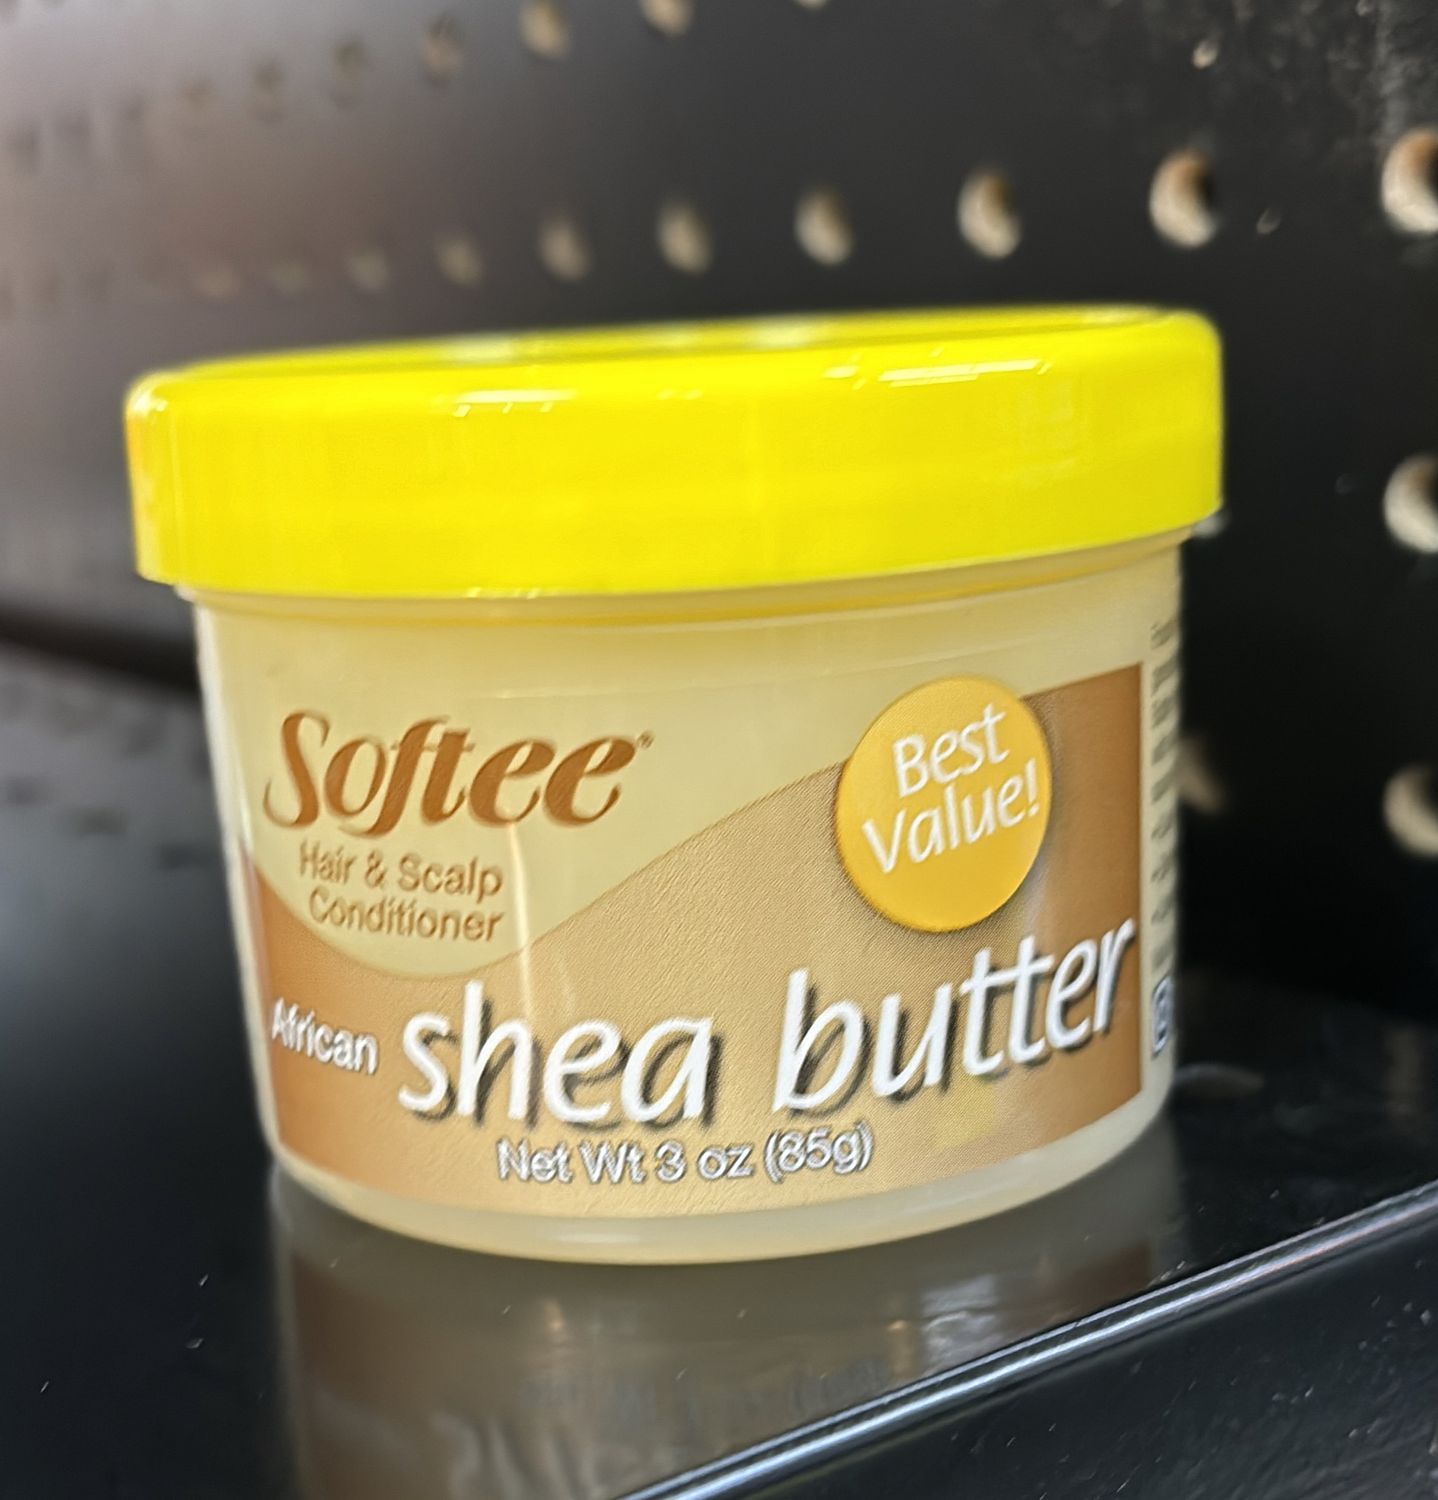 Softee®
Hair & Scalp
Conditioner
Best
Value!
African shea butter
Net Wt 3 oz (85g)